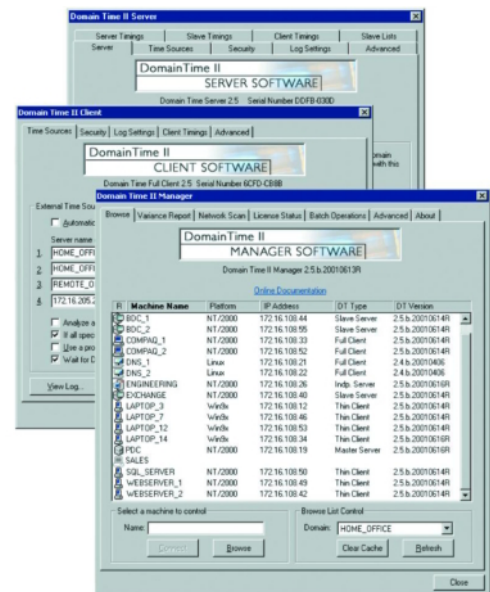 Domain Time II Server
Server Timings Slave Timings Client Timings Slave Lists
Server Time Sources Security Log Settings Advanced
DomainTime II
SERVER SOFTWARE
Domain Time Server 2.5 Serial Number DDFB-030D
Domain Time II Client
Time Sources Security Log Settings Client Timings Advanced
DomainTime II
CLIENT SOFTWARE
Domain Time Full Client 2.5 Serial Number 6CFD-CB8B
with this
External Time Sou
Automatic
Server name
1. HOME_OFFI
2. HOME_OFFI
3. REMOTE_O
4. 172.16.205.2
Analyze a
If all spec
Use a pro
Wait for D
View Log...
Domain Time II Manager
Browse Variance Report Network Scan License Status Batch Operations Advanced About
DomainTime II
MANAGER SOFTWARE
Domain Time II Manager 2.5.b.20010613R
Online Documentation
R Machine Name Platform IP Address DT Type DT Version
BDC_1 NT/2000 172.16.108.44 Slave Server 2.5.b.20010614R
BDC_2 NT/2000 172.16.108.55 Slave Server 2.5.b.20010614R
COMPAQ_1 NT/2000 172.16.108.33 Full Client 2.5.b.20010614R
COMPAQ_2 NT/2000 172.16.108.52 Full Client 2.5.b.20010614R
DNS_1 Linux 172.16.108.21 Full Client 2.4.b.20010406
DNS_2 Linux 172.16.108.22 Full Client 2.4.b.20010406
ENGINEERING NT/2000 172.16.108.26 Indp. Server 2.5.b.20010616R
EXCHANGE NT/2000 172.16.108.40 Slave Server 2.5.b.20010614R
LAPTOP_3 Win9x 172.16.108.12 Thin Client 2.5.b.20010614R
LAPTOP_7 Win9x 172.16.108.46 Thin Client 2.5.b.20010614R
LAPTOP_12 Win9x 172.16.108.53 Thin Client 2.5.b.20010614R
LAPTOP_14 Win9x 172.16.108.34 Thin Client 2.5.b.20010616R
PDC NT/2000 172.16.108.19 Master Server 2.5.b.20010616R
SALES
SQL_SERVER NT/2000 172.16.108.50 Thin Client 2.5.b.20010614R
WEBSERVER_1 NT/2000 172.16.108.49 Thin Client 2.5.b.20010614R
WEBSERVER_2 NT/2000 172.16.108.42 Thin Client 2.5.b.20010614R
Select a machine to control Browse List Control
Name: Domain: HOME_OFFICE
Connect Browse Clear Cache Refresh
Close